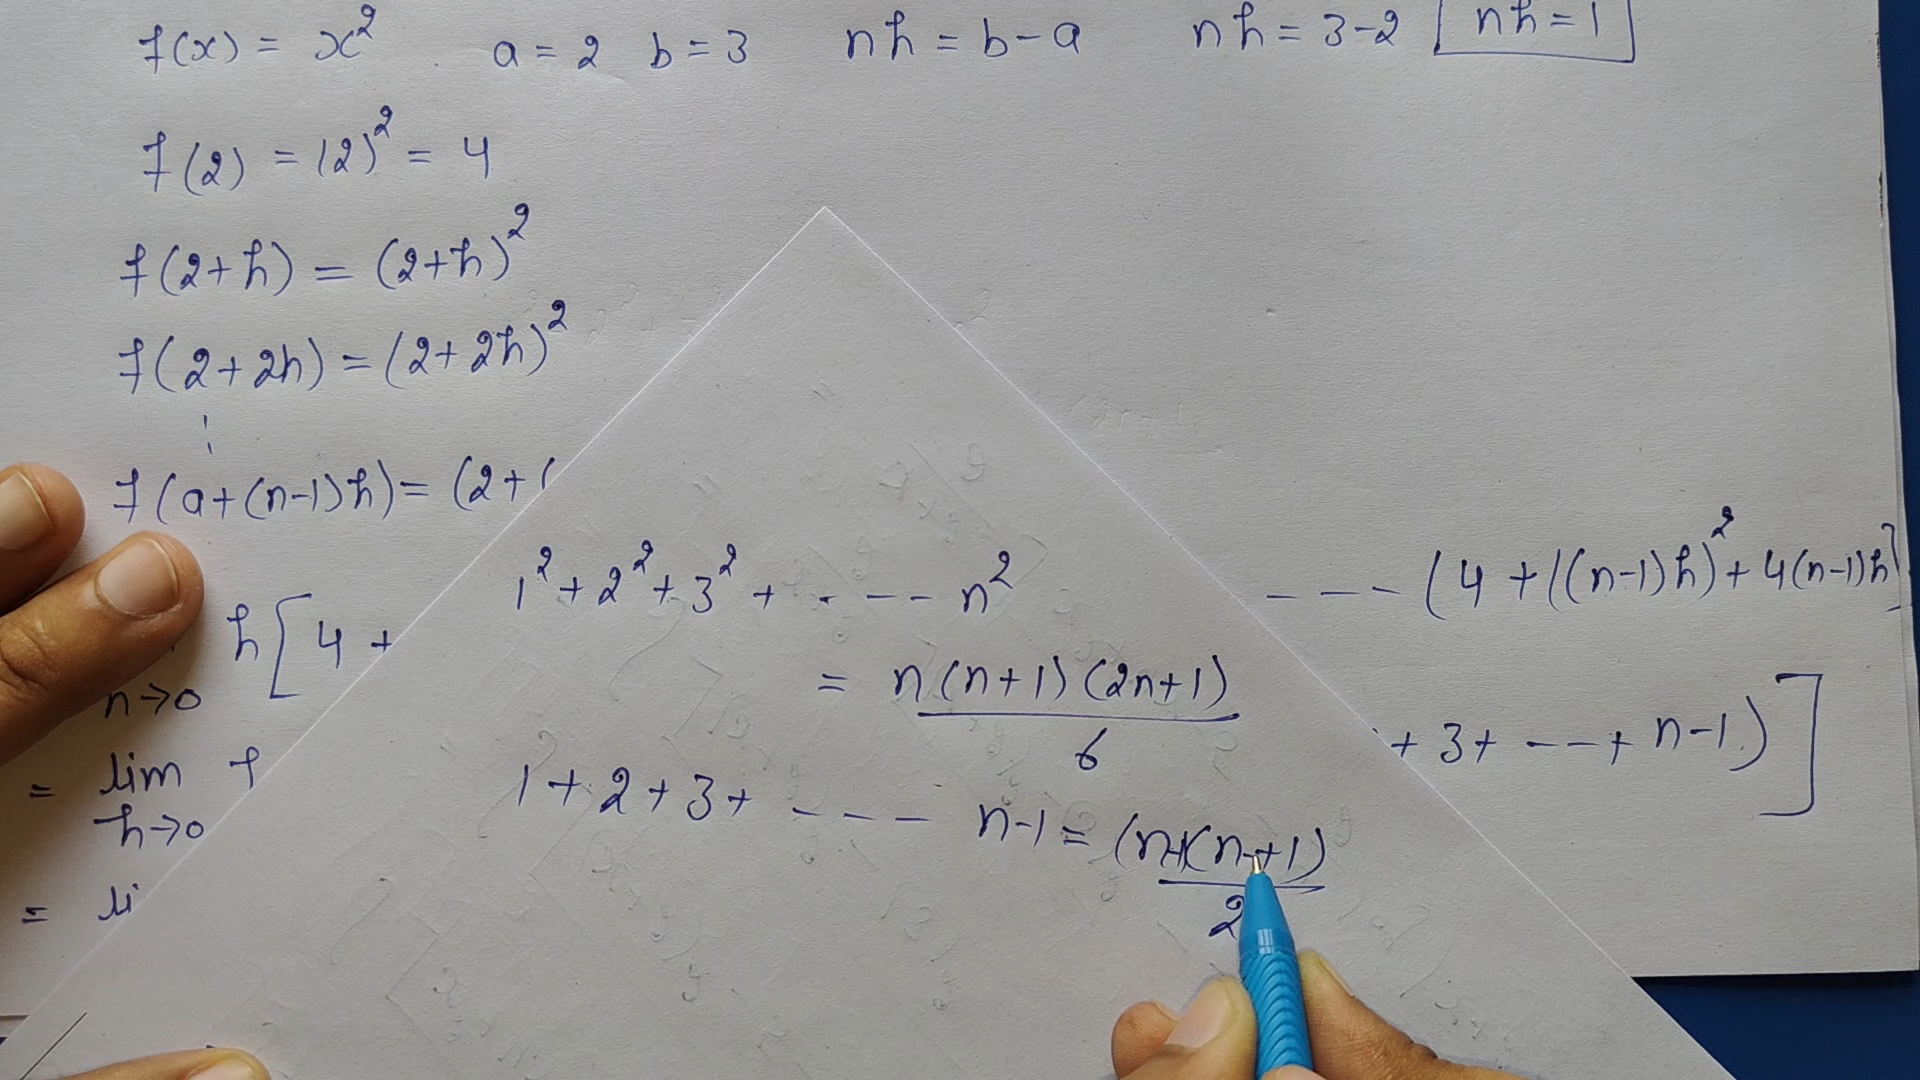 f(x) = x² a = 2 b = 3 nh = b-a nh = 3-2 nh = 1
f(2) = (2)² = 4
f(2+h) = (2+h)²
f(2+2h) = (2+2h)²
f(a+(n-1)h) = (2+(
1² + 2² + 3² + . --- n²
h[4 + --- (4 + ((n-1)h)² + 4(n-1)h]
n→0
= n(n+1)(2n+1)
6
+ 3 + --- + n-1)]
= lim
h→0
1 + 2 + 3 + --- n-1 = (n-1)(n-+1)
2
= li